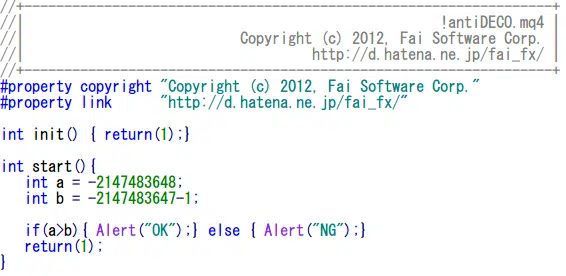 //+------------------------------------------------------------------+
//|                                                    !antiDECO.mq4 |
//|                           Copyright (c) 2012, Fai Software Corp. |
//|                                    http://d.hatena.ne.jp/fai_fx/ |
//+------------------------------------------------------------------+
#property copyright "Copyright (c) 2012, Fai Software Corp."
#property link      "http://d.hatena.ne.jp/fai_fx/"

int init() { return(1);}

int start(){
   int a = -2147483648;
   int b = -2147483647-1;

   if(a>b){ Alert("OK");} else { Alert("NG");}
   return(1);
}